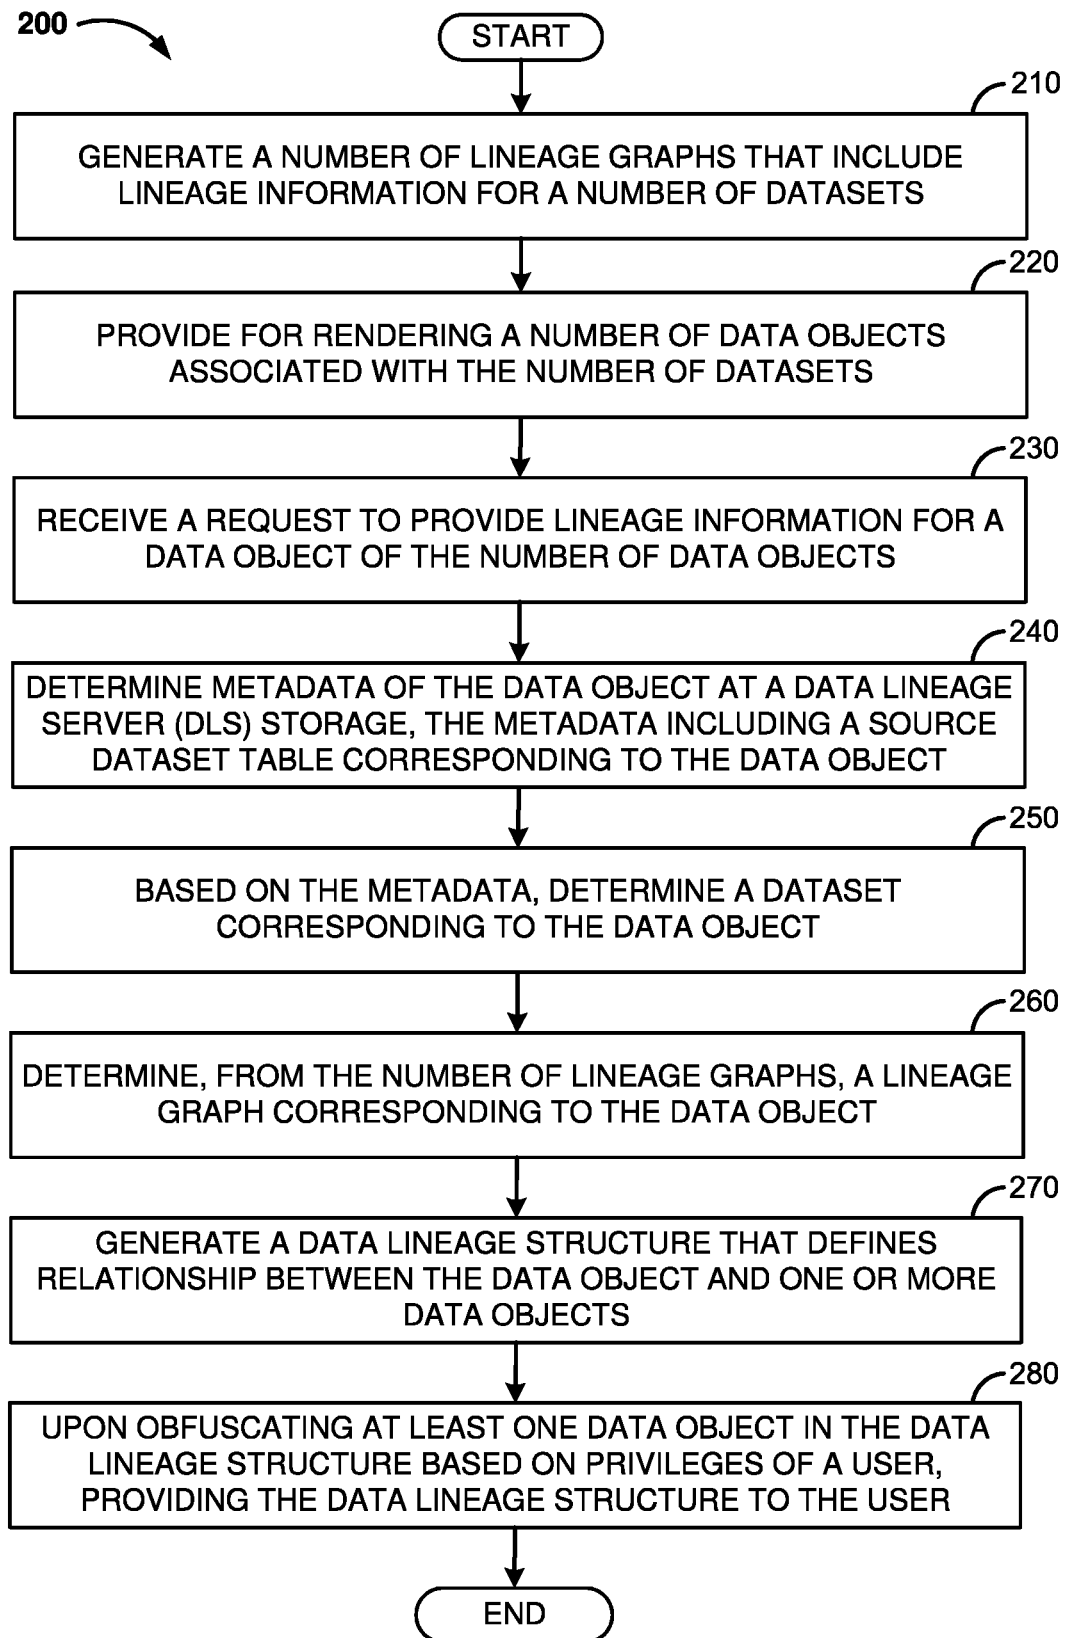 200
START
210
GENERATE A NUMBER OF LINEAGE GRAPHS THAT INCLUDE
LINEAGE INFORMATION FOR A NUMBER OF DATASETS
220
PROVIDE FOR RENDERING A NUMBER OF DATA OBJECTS
ASSOCIATED WITH THE NUMBER OF DATASETS
230
RECEIVE A REQUEST TO PROVIDE LINEAGE INFORMATION FOR A
DATA OBJECT OF THE NUMBER OF DATA OBJECTS
240
DETERMINE METADATA OF THE DATA OBJECT AT A DATA LINEAGE
SERVER (DLS) STORAGE, THE METADATA INCLUDING A SOURCE
DATASET TABLE CORRESPONDING TO THE DATA OBJECT
250
BASED ON THE METADATA, DETERMINE A DATASET
CORRESPONDING TO THE DATA OBJECT
260
DETERMINE, FROM THE NUMBER OF LINEAGE GRAPHS, A LINEAGE
GRAPH CORRESPONDING TO THE DATA OBJECT
270
GENERATE A DATA LINEAGE STRUCTURE THAT DEFINES
RELATIONSHIP BETWEEN THE DATA OBJECT AND ONE OR MORE
DATA OBJECTS
280
UPON OBFUSCATING AT LEAST ONE DATA OBJECT IN THE DATA
LINEAGE STRUCTURE BASED ON PRIVILEGES OF A USER,
PROVIDING THE DATA LINEAGE STRUCTURE TO THE USER
END